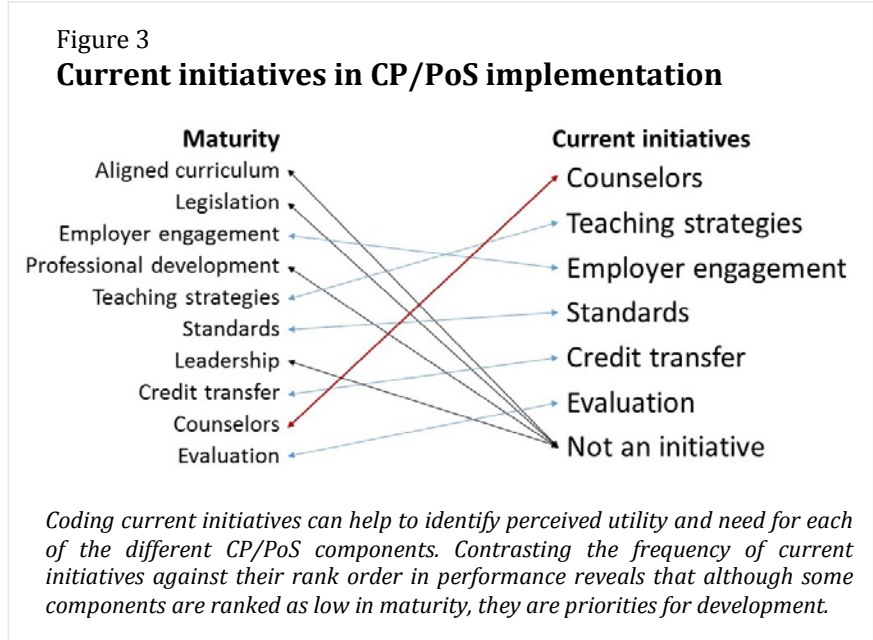 Figure 3
Current initiatives in CP/PoS implementation
Maturity
Aligned curriculum
Legislation
Employer engagement
Professional development
Teaching strategies
Standards
Leadership
Credit transfer
Counselors
Evaluation
Current initiatives
Counselors
Teaching strategies
Employer engagement
Standards
Credit transfer
Evaluation
Not an initiative
Coding current initiatives can help to identify perceived utility and need for each
of the different CP/PoS components. Contrasting the frequency of current
initiatives against their rank order in performance reveals that although some
components are ranked as low in maturity, they are priorities for development.